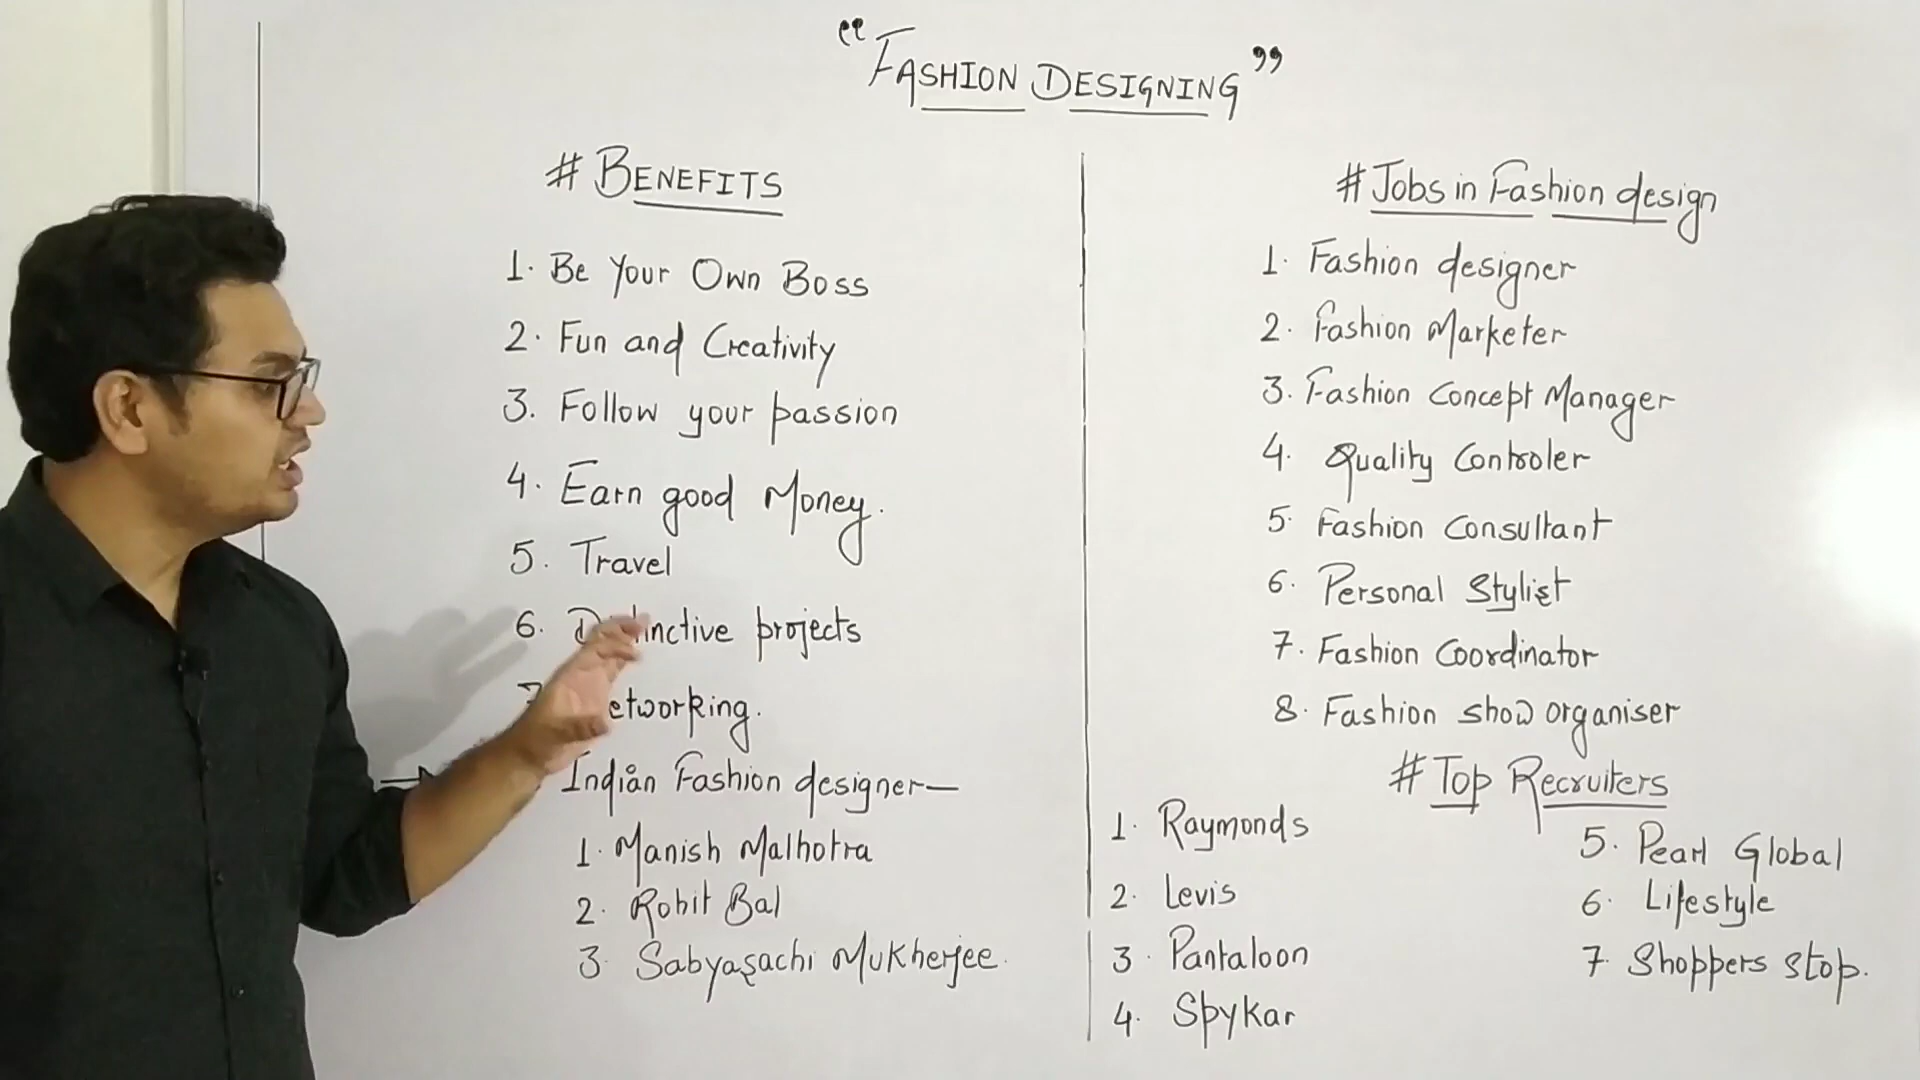 “FASHION DESIGNING”
# BENEFITS
1. Be Your Own Boss
2. Fun and Creativity
3. Follow your passion
4. Earn good Money.
5. Travel
6. projects
Indian Fashion designer—
1. Manish Malhotra
2. Rohit Bal
3. Sabyasachi Mukherjee.
# Jobs in Fashion design
1. Fashion designer
2. Fashion Marketer
3. Fashion Concept Manager
4. Quality Controler
5. Fashion Consultant
6. Personal Stylist
7. Fashion Coordinator
8. Fashion show organiser
# Top Recruiters
1. Raymonds
2. Levis
3. Pantaloon
4. Spykar
5. Pearl Global
6. Lifestyle
7. Shoppers Stop.